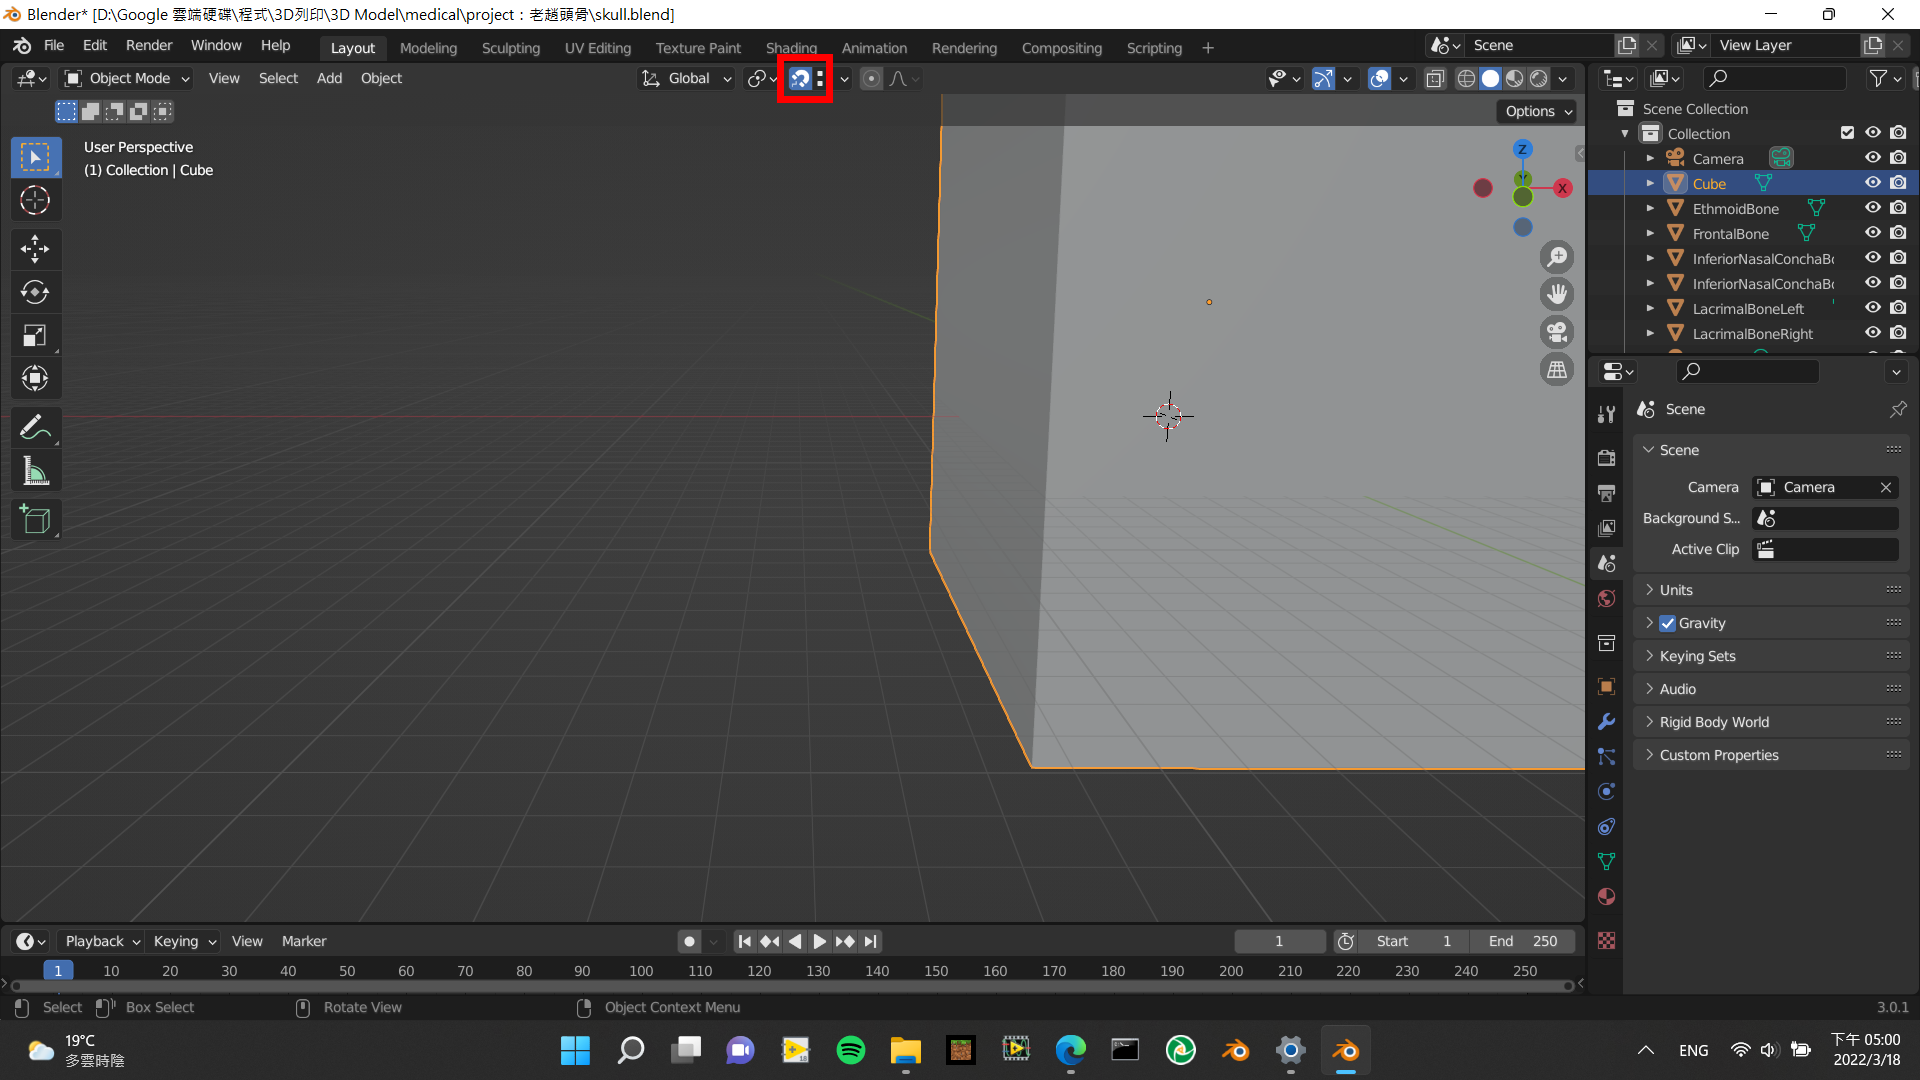 Blender* [D:\Google 雲端硬碟\程式\3D列印\3D Model\medical\project：老趙頭骨\skull.blend]
File Edit Render Window Help Layout Modeling Sculpting UV Editing Texture Paint Shading Animation Rendering Compositing Scripting + Scene View Layer
Object Mode View Select Add Object Global
Options
User Perspective
(1) Collection | Cube
Z
Y
X
Scene Collection
Collection
Camera
Cube
EthmoidBone
FrontalBone
InferiorNasalConchaBo
InferiorNasalConchaBo
LacrimalBoneLeft
LacrimalBoneRight
Scene
Scene
Camera Camera
Background S...
Active Clip
Units
Gravity
Keying Sets
Audio
Rigid Body World
Custom Properties
Playback Keying View Marker 1 Start 1 End 250
1 10 20 30 40 50 60 70 80 90 100 110 120 130 140 150 160 170 180 190 200 210 220 230 240 250
Select Box Select Rotate View Object Context Menu 3.0.1
19°C
多雲時陰
ENG
下午 05:00
2022/3/18